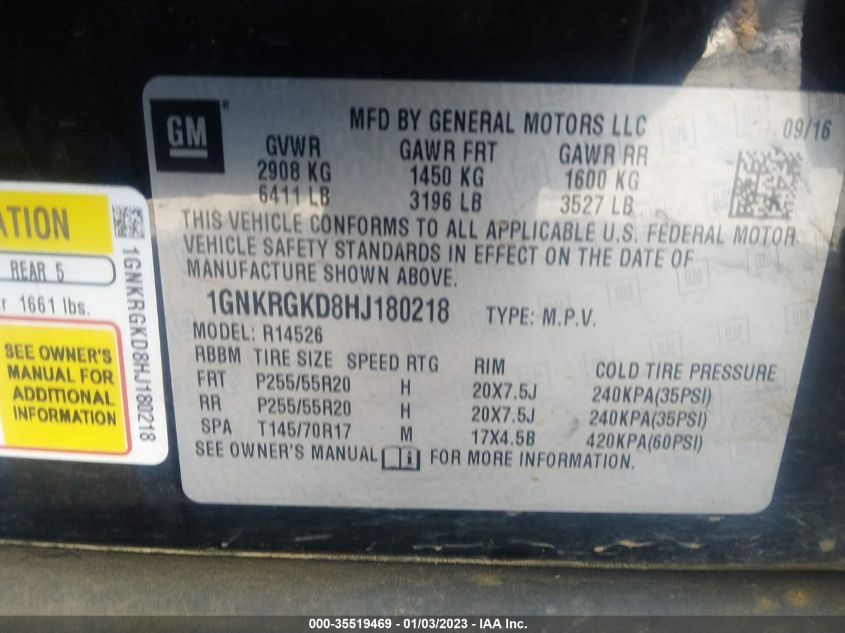 GM ®
MFD BY GENERAL MOTORS LLC 09/16
GVWR GAWR FRT GAWR RR
2908 KG 1450 KG 1600 KG
6411 LB 3196 LB 3527 LB
THIS VEHICLE CONFORMS TO ALL APPLICABLE U.S. FEDERAL MOTOR
VEHICLE SAFETY STANDARDS IN EFFECT ON THE DATE OF
MANUFACTURE SHOWN ABOVE.
1GNKRGKD8HJ180218 TYPE: M.P.V.
MODEL: R14526
RBBM TIRE SIZE SPEED RTG RIM COLD TIRE PRESSURE
FRT P255/55R20 H 20X7.5J 240KPA(35PSI)
RR P255/55R20 H 20X7.5J 240KPA(35PSI)
SPA T145/70R17 M 17X4.5B 420KPA(60PSI)
SEE OWNER'S MANUAL FOR MORE INFORMATION.
REAR 5
1661 lbs.
SEE OWNER'S
MANUAL FOR
ADDITIONAL
INFORMATION
1GNKRGKD8HJ180218
000-35519469 - 01/03/2023 - IAA Inc.